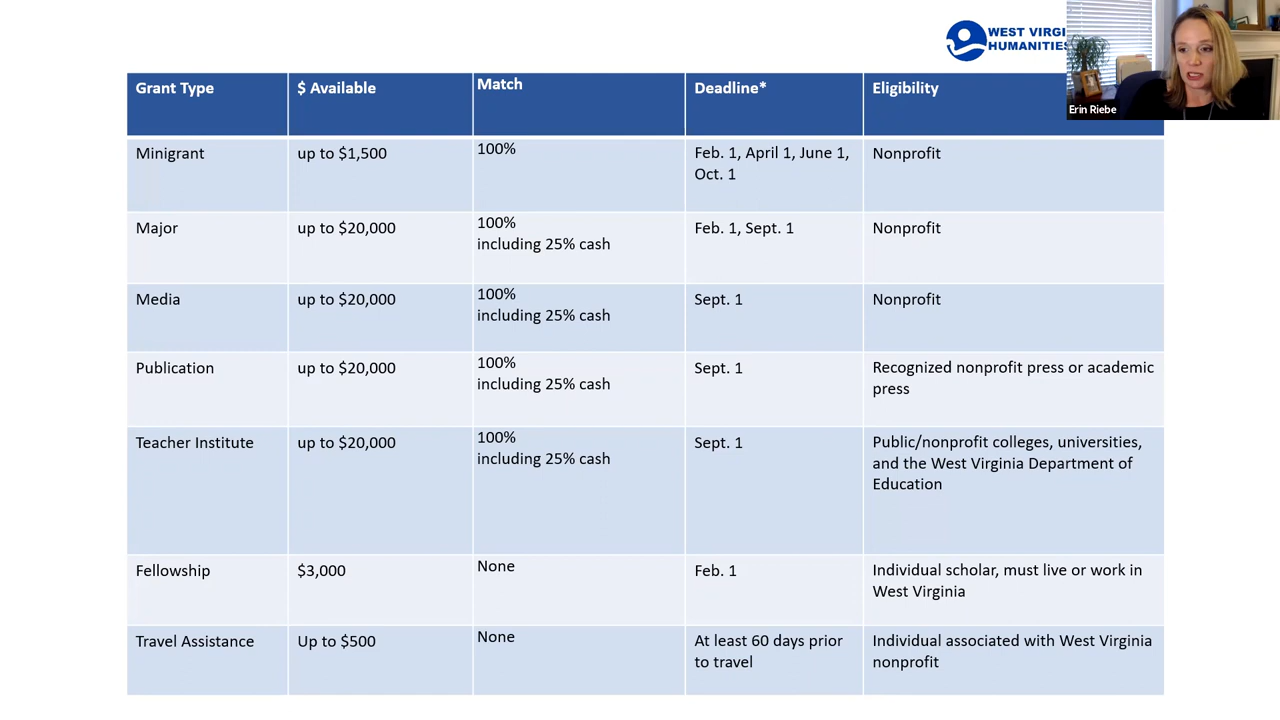 WEST VIRGI
HUMANITIES
Erin Riebe
Grant Type
$ Available
Match
Deadline*
Eligibility
Minigrant
up to $1,500
100%
Feb. 1, April 1, June 1,
Oct. 1
Nonprofit
Major
up to $20,000
100%
including 25% cash
Feb. 1, Sept. 1
Nonprofit
Media
up to $20,000
100%
including 25% cash
Sept. 1
Nonprofit
Publication
up to $20,000
100%
including 25% cash
Sept. 1
Recognized nonprofit press or academic
press
Teacher Institute
up to $20,000
100%
including 25% cash
Sept. 1
Public/nonprofit colleges, universities,
and the West Virginia Department of
Education
Fellowship
$3,000
None
Feb. 1
Individual scholar, must live or work in
West Virginia
Travel Assistance
Up to $500
None
At least 60 days prior
to travel
Individual associated with West Virginia
nonprofit